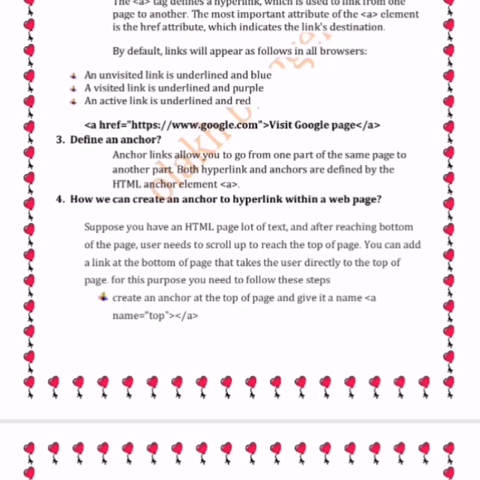 The <a> tag defines a hyperlink, which is used to link from one
page to another. The most important attribute of the <a> element
is the href attribute, which indicates the link's destination.
By default, links will appear as follows in all browsers:
An unvisited link is underlined and blue
A visited link is underlined and purple
An active link is underlined and red
<a href="https://www.google.com">Visit Google page</a>
3. Define an anchor?
Anchor links allow you to go from one part of the same page to
another part. Both hyperlink and anchors are defined by the
HTML anchor element <a>.
4. How we can create an anchor to hyperlink within a web page?
Suppose you have an HTML page lot of text, and after reaching bottom
of the page, user needs to scroll up to reach the top of page. You can add
a link at the bottom of page that takes the user directly to the top of
page. for this purpose you need to follow these steps
create an anchor at the top of page and give it a name <a
name="top"></a>